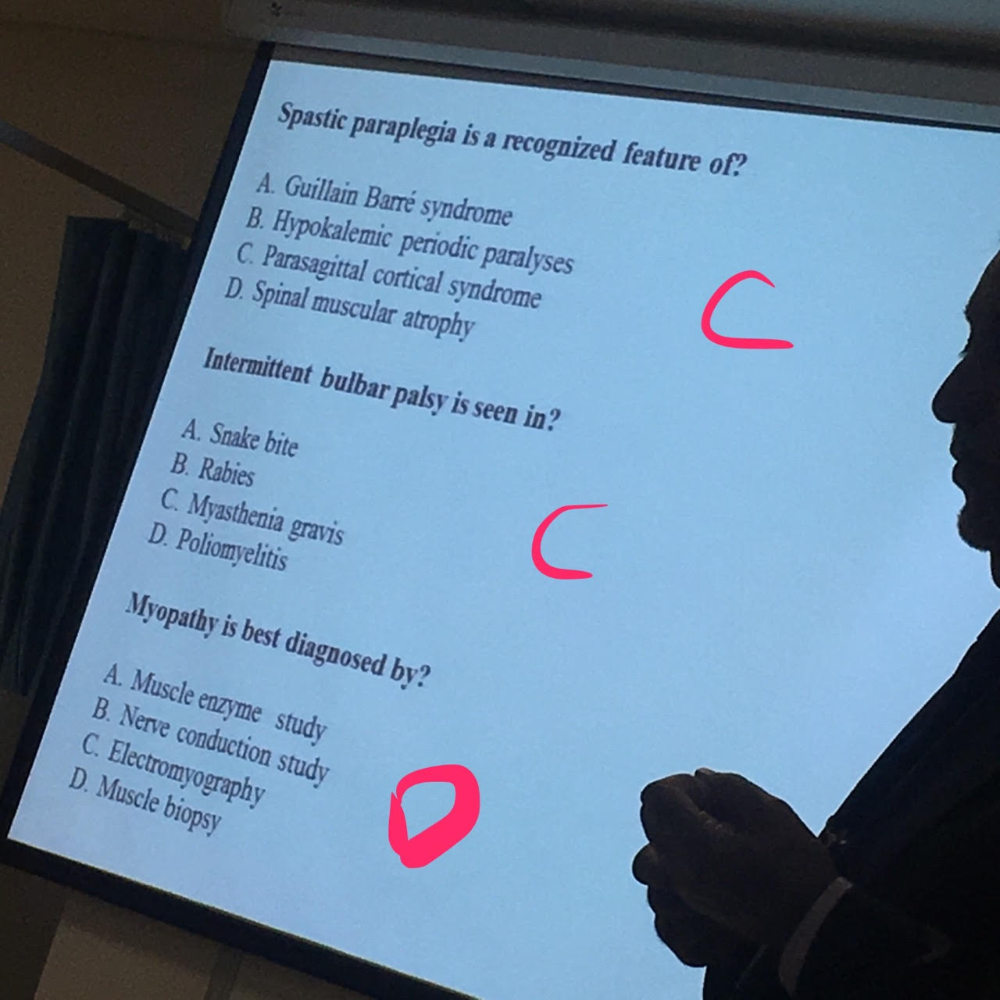 Spastic paraplegia is a recognized feature of?
A. Guillain Barré syndrome
B. Hypokalemic periodic paralyses
C. Parasagittal cortical syndrome
D. Spinal muscular atrophy
C
Intermittent bulbar palsy is seen in?
A. Snake bite
B. Rabies
C. Myasthenia gravis
D. Poliomyelitis
C
Myopathy is best diagnosed by?
A. Muscle enzyme study
B. Nerve conduction study
C. Electromyography
D. Muscle biopsy
D